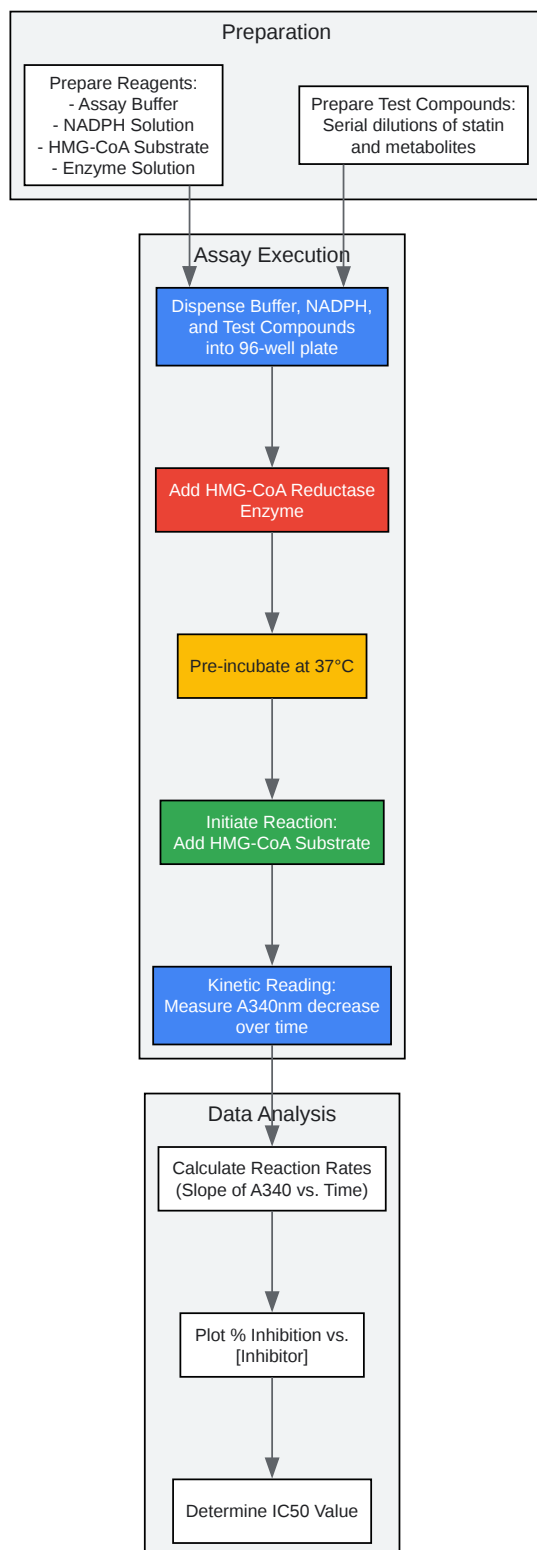 Preparation
Prepare Reagents:
- Assay Buffer
- NADPH Solution
- HMG-CoA Substrate
- Enzyme Solution
Prepare Test Compounds:
Serial dilutions of statin
and metabolites
Assay Execution
Dispense Buffer, NADPH,
and Test Compounds
into 96-well plate
Add HMG-CoA Reductase
Enzyme
Pre-incubate at 37°C
Initiate Reaction:
Add HMG-CoA Substrate
Kinetic Reading:
Measure A340nm decrease
over time
Data Analysis
Calculate Reaction Rates
(Slope of A340 vs. Time)
Plot % Inhibition vs.
[Inhibitor]
Determine IC50 Value